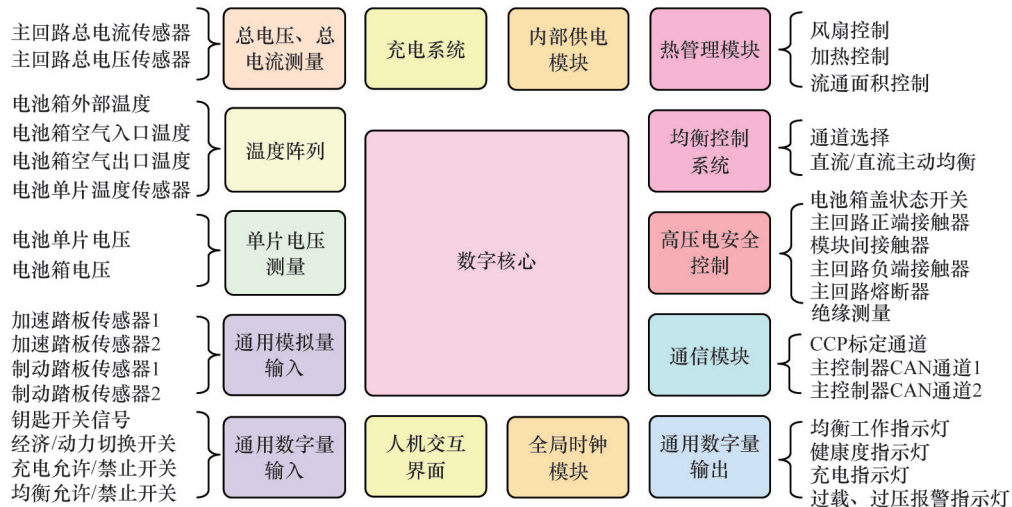 主回路总电流传感器
主回路总电压传感器
总电压、总
电流测量
充电系统
内部供电
模块
热管理模块
风扇控制
加热控制
流通面积控制
电池箱外部温度
电池箱空气入口温度
电池箱空气出口温度
电池单片温度传感器
温度阵列
均衡控制
系统
通道选择
直流/直流主动均衡
电池单片电压
电池箱电压
单片电压
测量
数字核心
高压电安全
控制
电池箱盖状态开关
主回路正端接触器
模块间接触器
主回路负端接触器
主回路熔断器
绝缘测量
加速踏板传感器1
加速踏板传感器2
制动踏板传感器1
制动踏板传感器2
通用模拟量
输入
通信模块
CCP标定通道
主控制器CAN通道1
主控制器CAN通道2
钥匙开关信号
经济/动力切换开关
充电允许/禁止开关
均衡允许/禁止开关
通用数字量
输入
人机交互
界面
全局时钟
模块
通用数字量
输出
均衡工作指示灯
健康度指示灯
充电指示灯
过载、过压报警指示灯